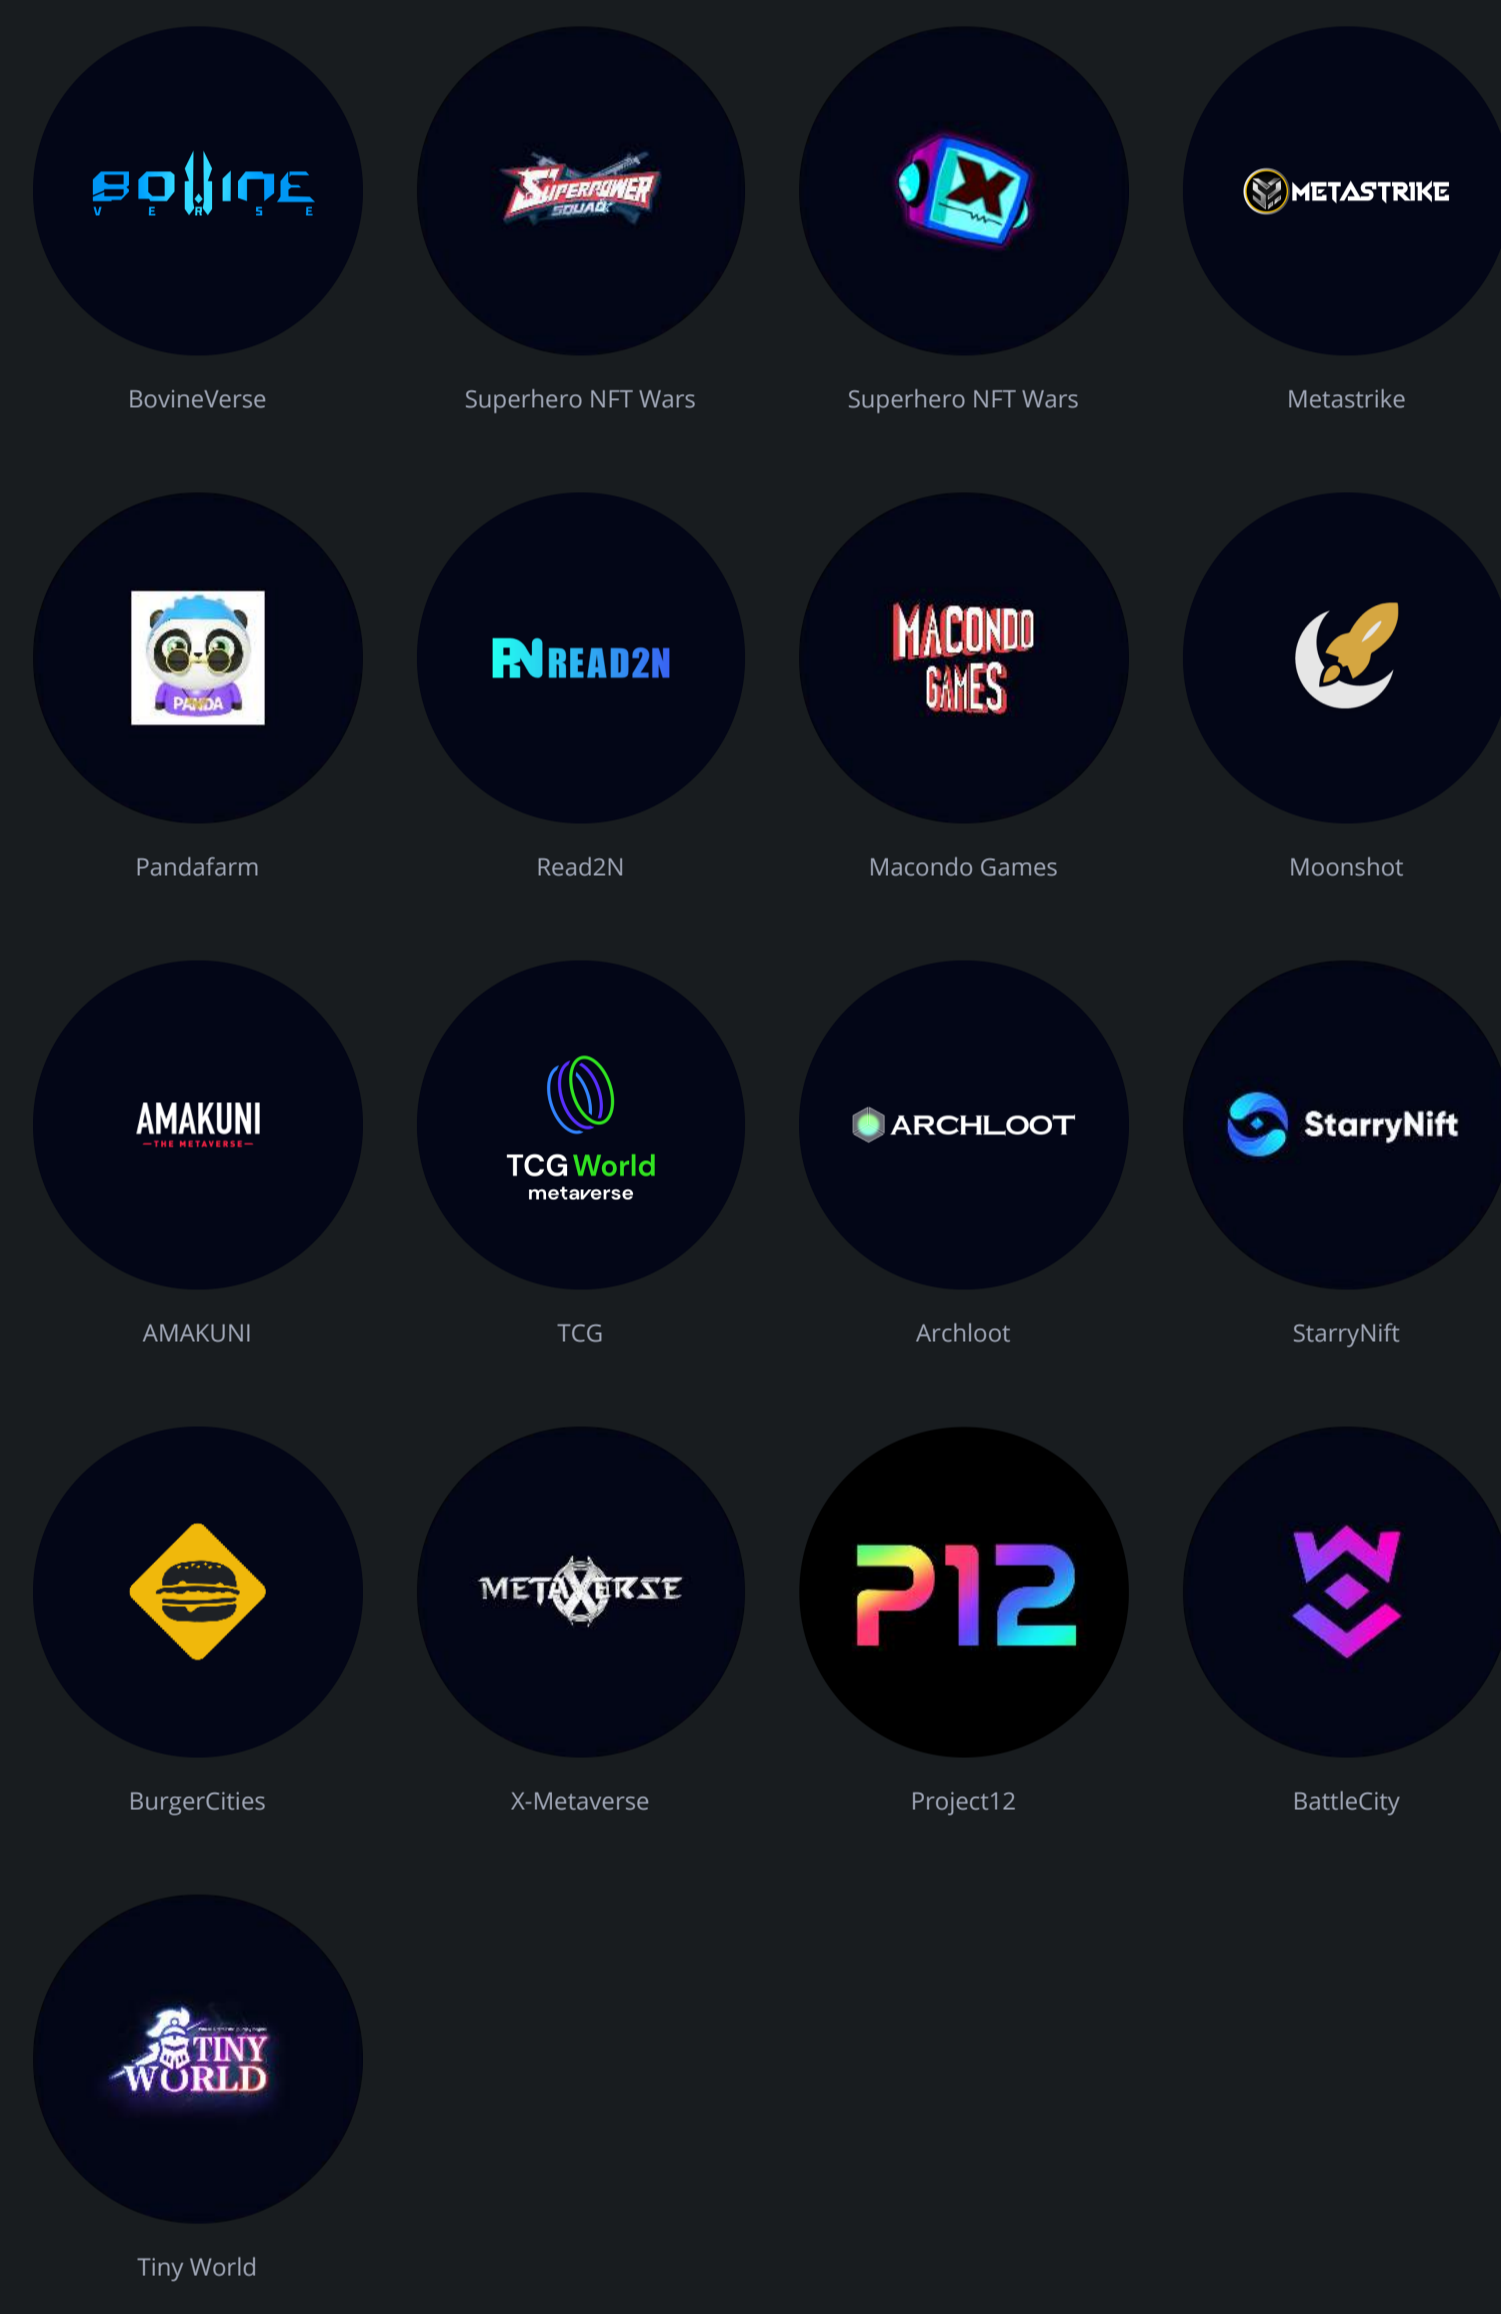 BOVINE
VERSE
SUPERPOWER
SQUAD
X
METASTRIKE
BovineVerse
Superhero NFT Wars
Superhero NFT Wars
Metastrike
PANDA
RN READ2N
MACONDO
GAMES
Pandafarm
Read2N
Macondo Games
Moonshot
AMAKUNI
THE METAVERSE
TCG World
metaverse
ARCHLOOT
StarryNift
AMAKUNI
TCG
Archloot
StarryNift
METAXERSE
P12
BurgerCities
X-Metaverse
Project12
BattleCity
TINY
WORLD
Tiny World